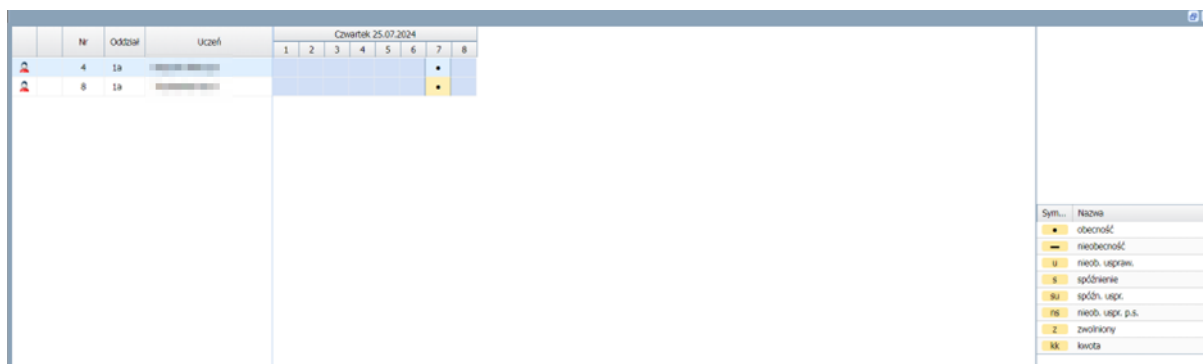 Nr Oddział Uczeń Czwartek 25.07.2024
1 2 3 4 5 6 7 8
4 1a •
8 1a •
Sym... Nazwa
• obecność
— nieobecność
u nieob. uspraw.
s spóźnienie
su spóźn. uspr.
ns nieob. uspr. p.s.
z zwolniony
kk kwota